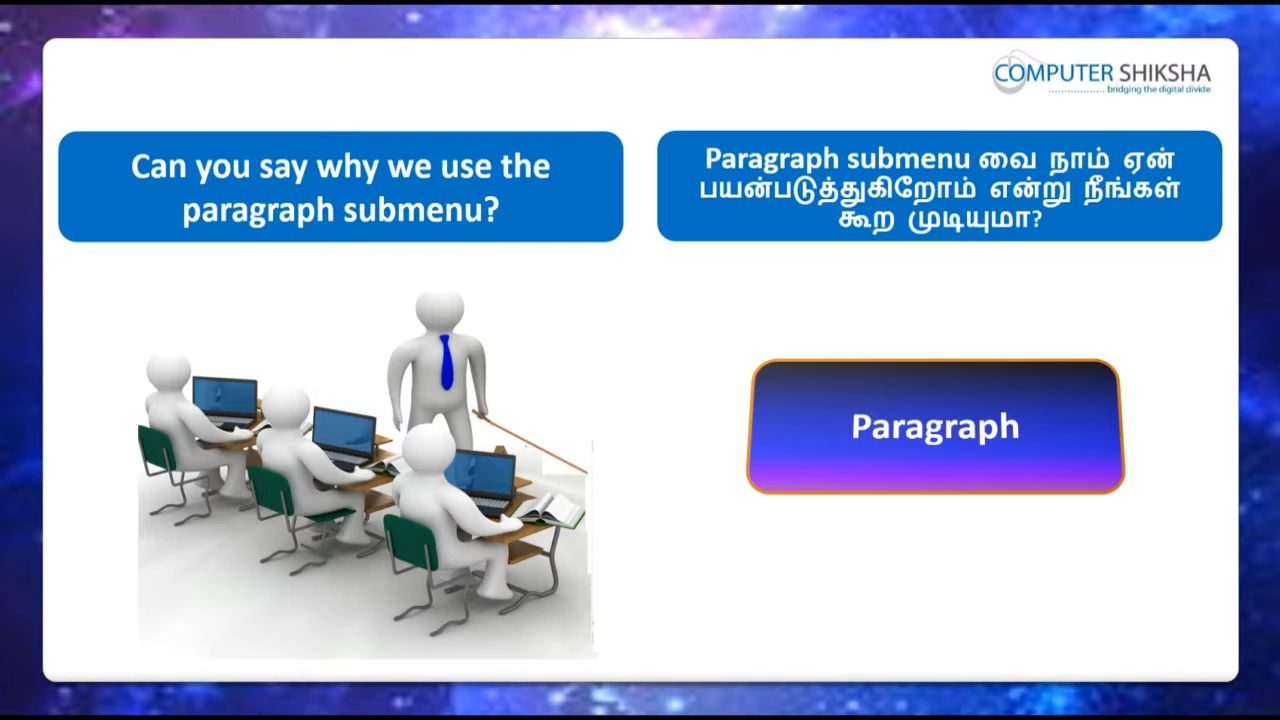 COMPUTER SHIKSHA
bridging the digital divide
Can you say why we use the
paragraph submenu?
Paragraph submenu வை நாம் ஏன்
பயன்படுத்துகிறோம் என்று நீங்கள்
கூற முடியுமா?
Paragraph